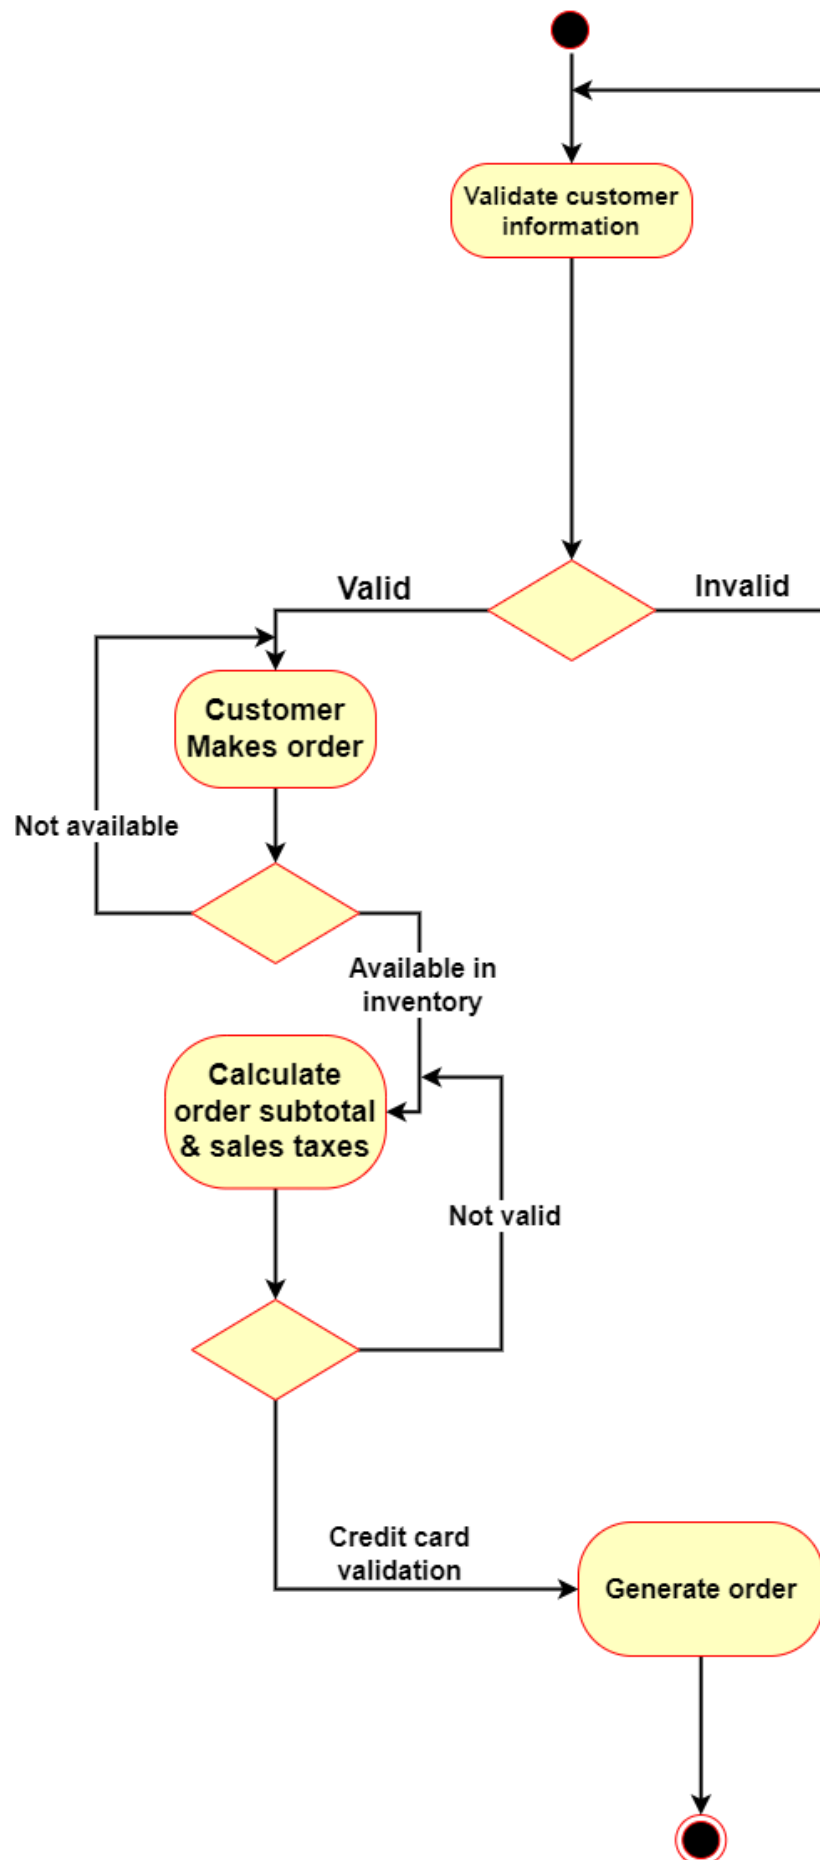 Validate customer
information
Valid
Invalid
Customer
Makes order
Not available
Available in
inventory
Calculate
order subtotal
& sales taxes
Not valid
Credit card
validation
Generate order